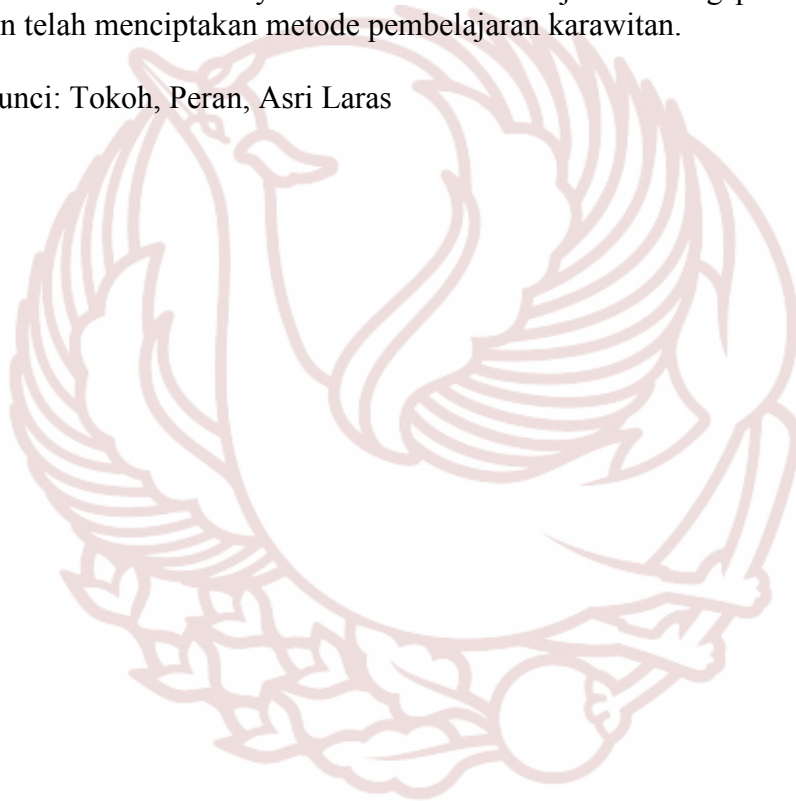 n telah menciptakan metode pembelajaran karawitan.
unci: Tokoh, Peran, Asri Laras